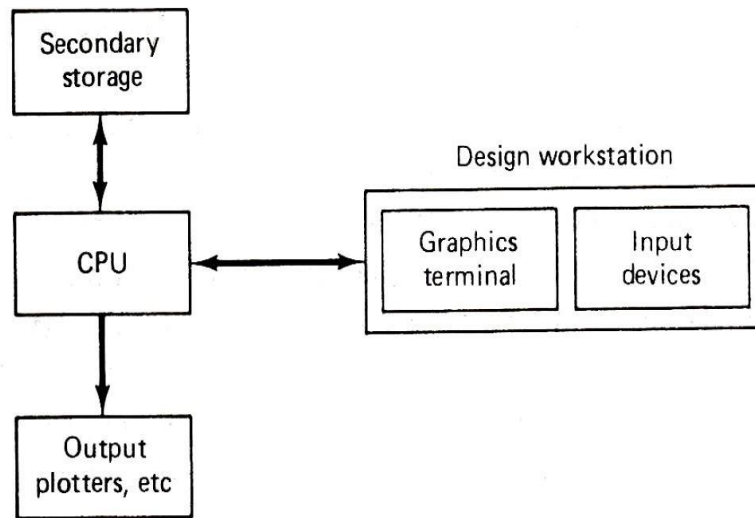 Secondary
storage
Design workstation
CPU
Graphics
terminal
Input
devices
Output
plotters, etc